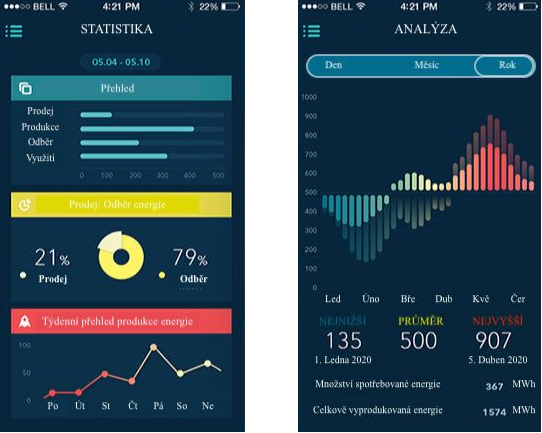 BELL 4:21 PM 22%
STATISTIKA
05.04 - 05.10
Přehled
Prodej
Produkce
Odběr
Využití
0 100 200 300 400 500
Prodej/ Odběr energie
21% Prodej
79% Odběr
Týdenní přehled produkce energie
100
50
0
Po Út St Čt Pá So Ne
BELL 4:21 PM 22%
ANALÝZA
Den Měsíc Rok
1000
900
800
700
600
500
400
300
200
100
0
Led Úno Bře Dub Kvě Čer
NEJNIŽŠÍ PRŮMĚR NEJVYŠŠÍ
135 500 907
1. Ledna 2020 5. Duben 2020
Množství spotřebované energie 367 MWh
Celkově vyprodukovaná energie 1574 MWh